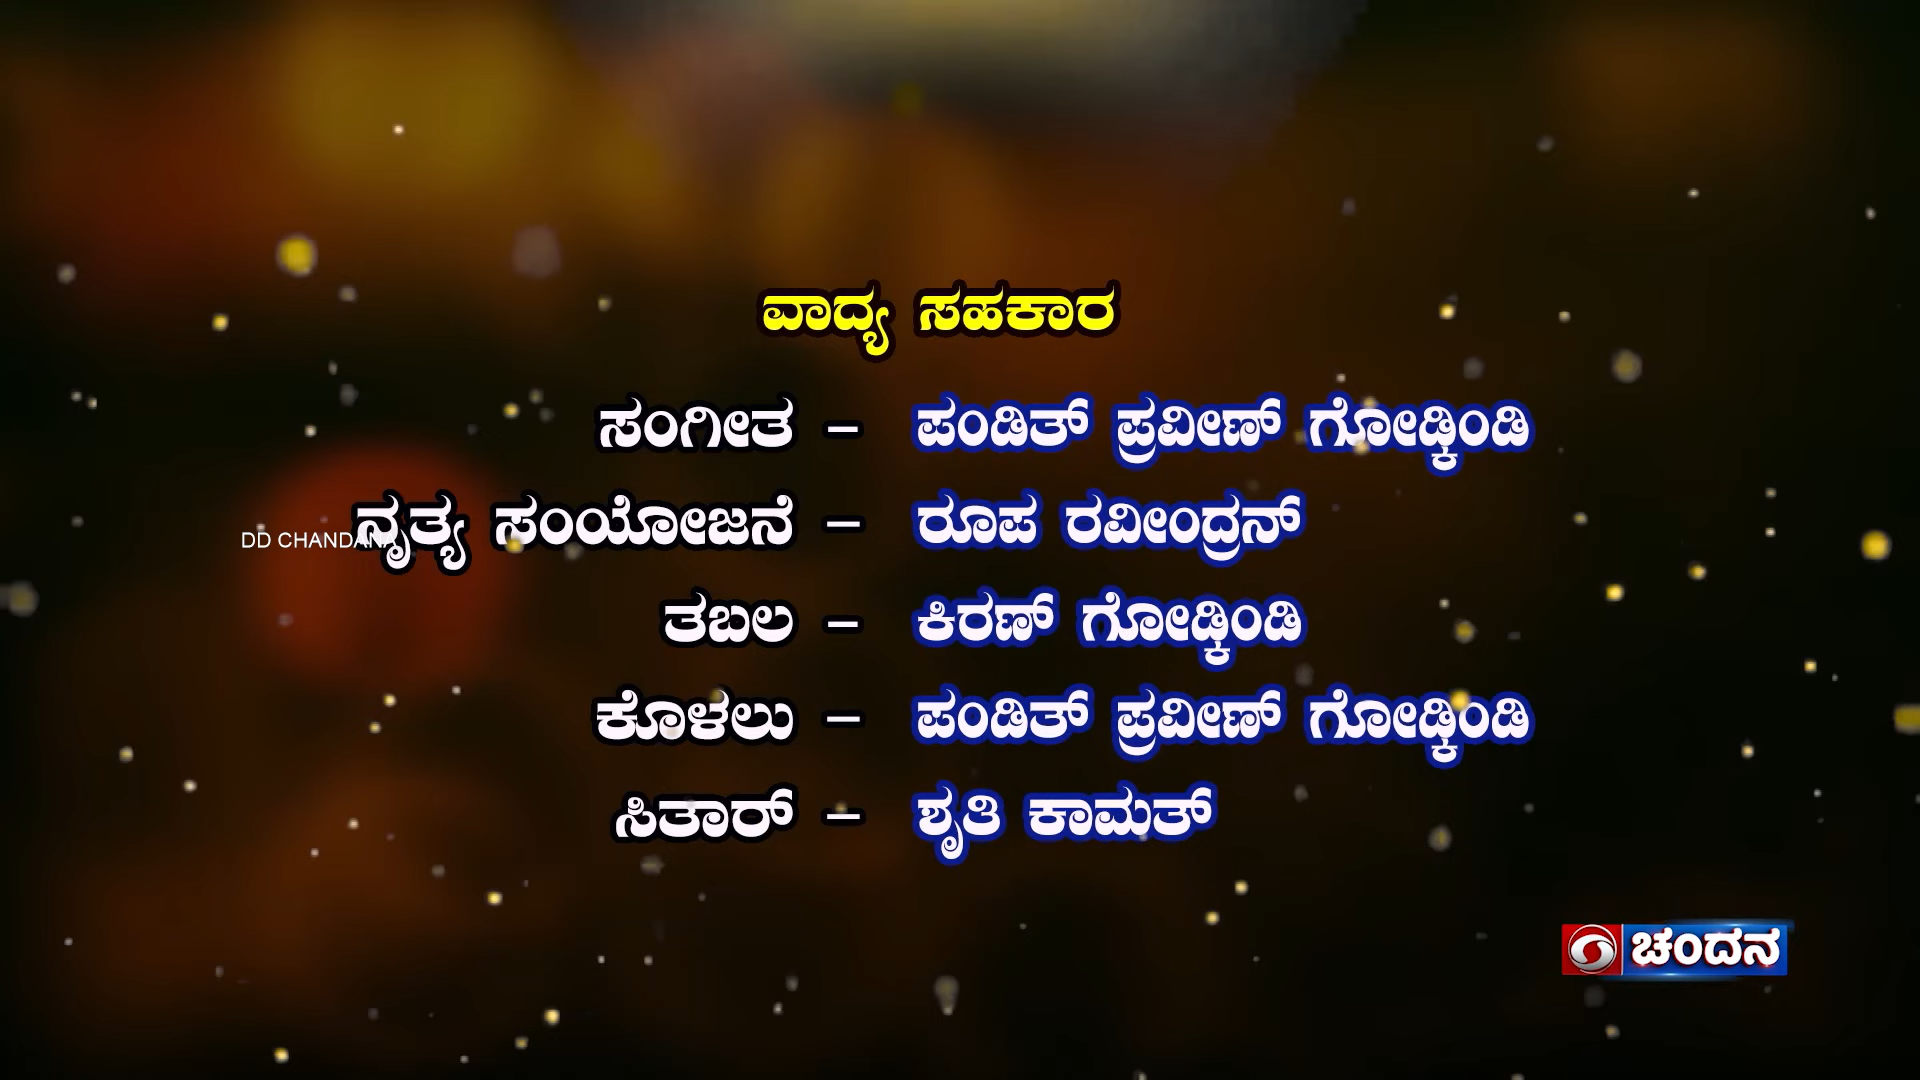 ವಾದ್ಯ ಸಹಕಾರ
ಸಂಗೀತ – ಪಂಡಿತ್ ಪ್ರವೀಣ್ ಗೋಡ್ಕಿಂಡಿ
ನೃತ್ಯ ಸಂಯೋಜನೆ – ರೂಪ ರವೀಂದ್ರನ್
DD CHANDANA
ತಬಲ – ಕಿರಣ್ ಗೋಡ್ಕಿಂಡಿ
ಕೊಳಲು – ಪಂಡಿತ್ ಪ್ರವೀಣ್ ಗೋಡ್ಕಿಂಡಿ
ಸಿತಾರ್ – ಶೃತಿ ಕಾಮತ್
ಚಂದನ